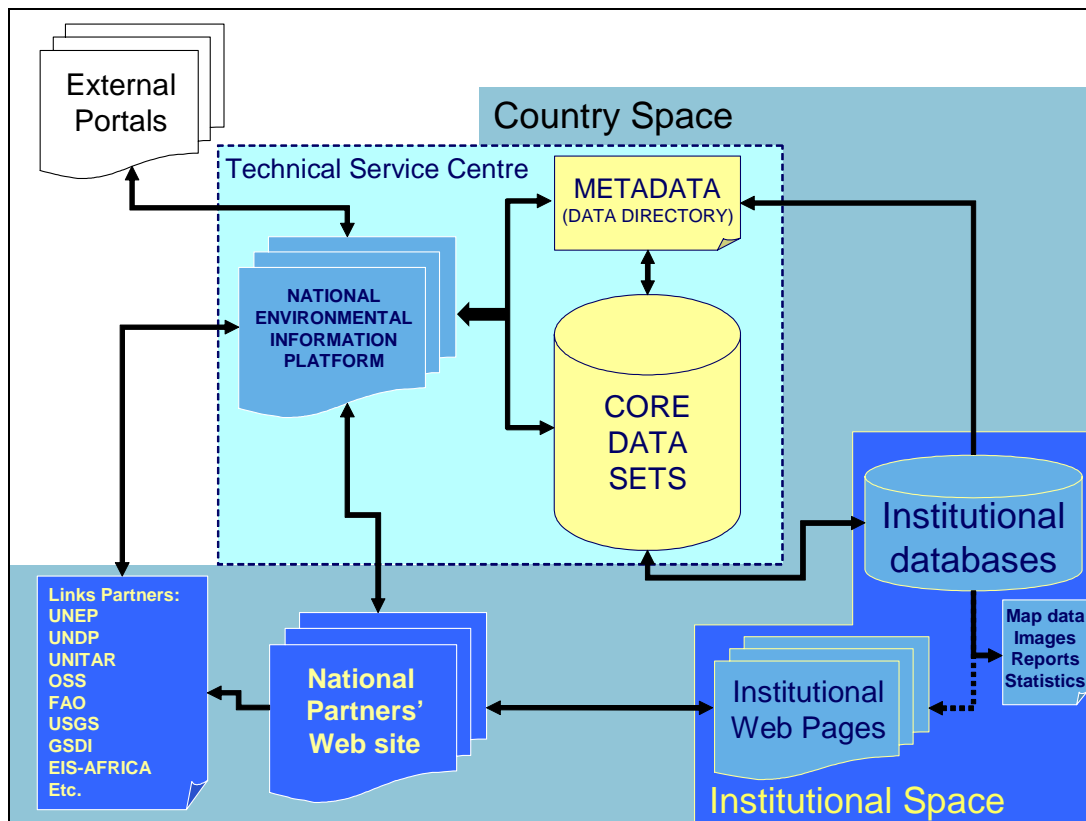 External
Portals
Country Space
Technical Service Centre
METADATA
(DATA DIRECTORY)
NATIONAL
ENVIRONMENTAL
INFORMATION
PLATFORM
CORE
DATA
SETS
Institutional
databases
Links Partners:
UNEP
UNDP
UNITAR
OSS
FAO
USGS
GSDI
EIS-AFRICA
Etc.
National
Partners’
Web site
Institutional
Web Pages
Map data
Images
Reports
Statistics
Institutional Space